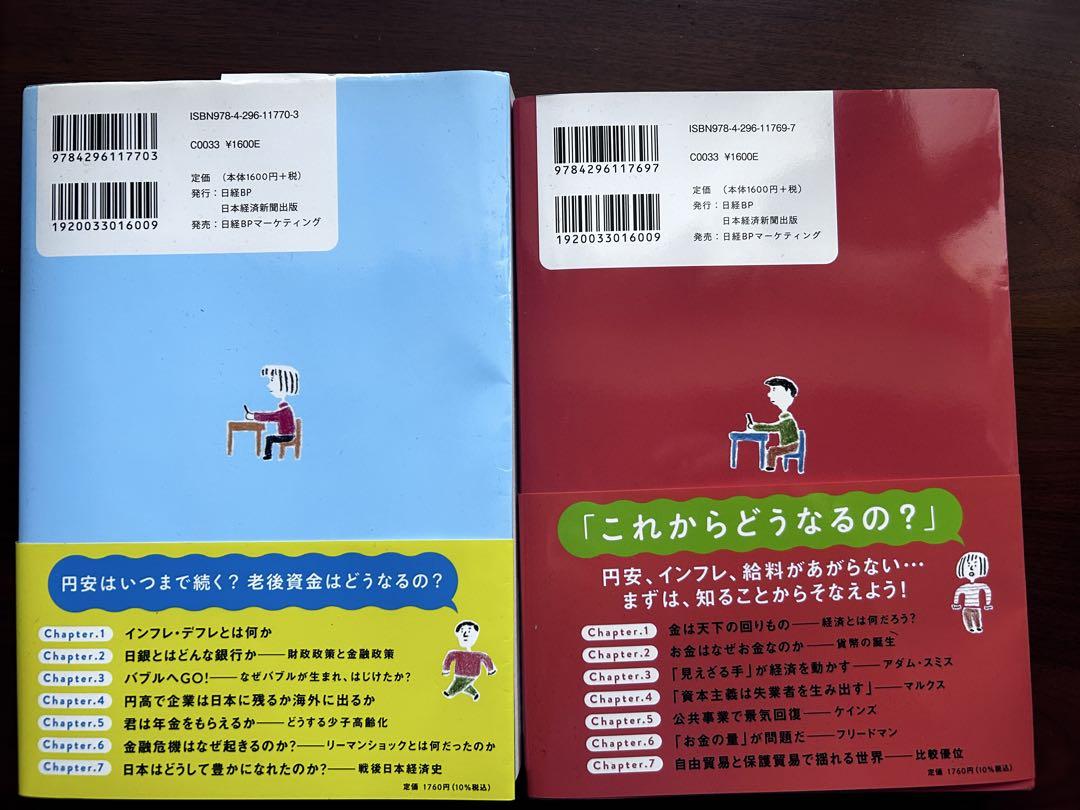 ISBN978-4-296-11770-3
9784296117703
C0033 ¥1600E
定価 (本体1600円+税)
発行:日経BP
日本経済新聞出版
発売:日経BPマーケティング
1920033016009
円安はいつまで続く? 老後資金はどうなるの?
Chapter.1 インフレ・デフレとは何か
Chapter.2 日銀とはどんな銀行か──財政政策と金融政策
Chapter.3 バブルへGO!──なぜバブルが生まれ、はじけたか?
Chapter.4 円高で企業は日本に残るか海外に出るか
Chapter.5 君は年金をもらえるか──どうする少子高齢化
Chapter.6 金融危機はなぜ起きるのか?──リーマンショックとは何だったのか
Chapter.7 日本はどうして豊かになれたのか?──戦後日本経済史
定価 1760円(10%税込)
ISBN978-4-296-11769-7
9784296117697
C0033 ¥1600E
定価 (本体1600円+税)
発行:日経BP
日本経済新聞出版
発売:日経BPマーケティング
1920033016009
「これからどうなるの?」
円安、インフレ、給料があがらない…
まずは、知ることからそなえよう!
Chapter.1 金は天下の回りもの──経済とは何だろう?
Chapter.2 お金はなぜお金なのか──貨幣の誕生
Chapter.3 「見えざる手」が経済を動かす──アダム・スミス
Chapter.4 「資本主義は失業者を生み出す」──マルクス
Chapter.5 公共事業で景気回復──ケインズ
Chapter.6 「お金の量」が問題だ──フリードマン
Chapter.7 自由貿易と保護貿易で揺れる世界──比較優位
定価 1760円(10%税込)